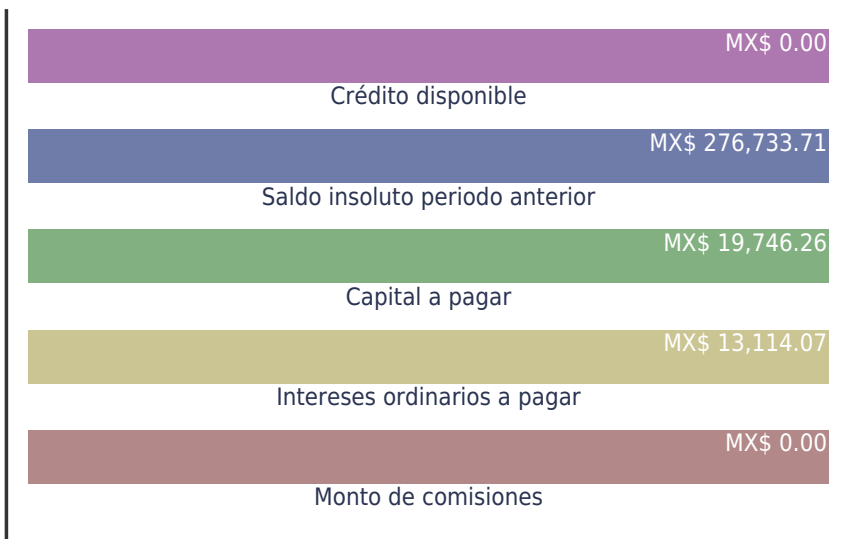 MX$ 0.00
Crédito disponible
MX$ 276,733.71
Saldo insoluto periodo anterior
MX$ 19,746.26
Capital a pagar
MX$ 13,114.07
Intereses ordinarios a pagar
MX$ 0.00
Monto de comisiones